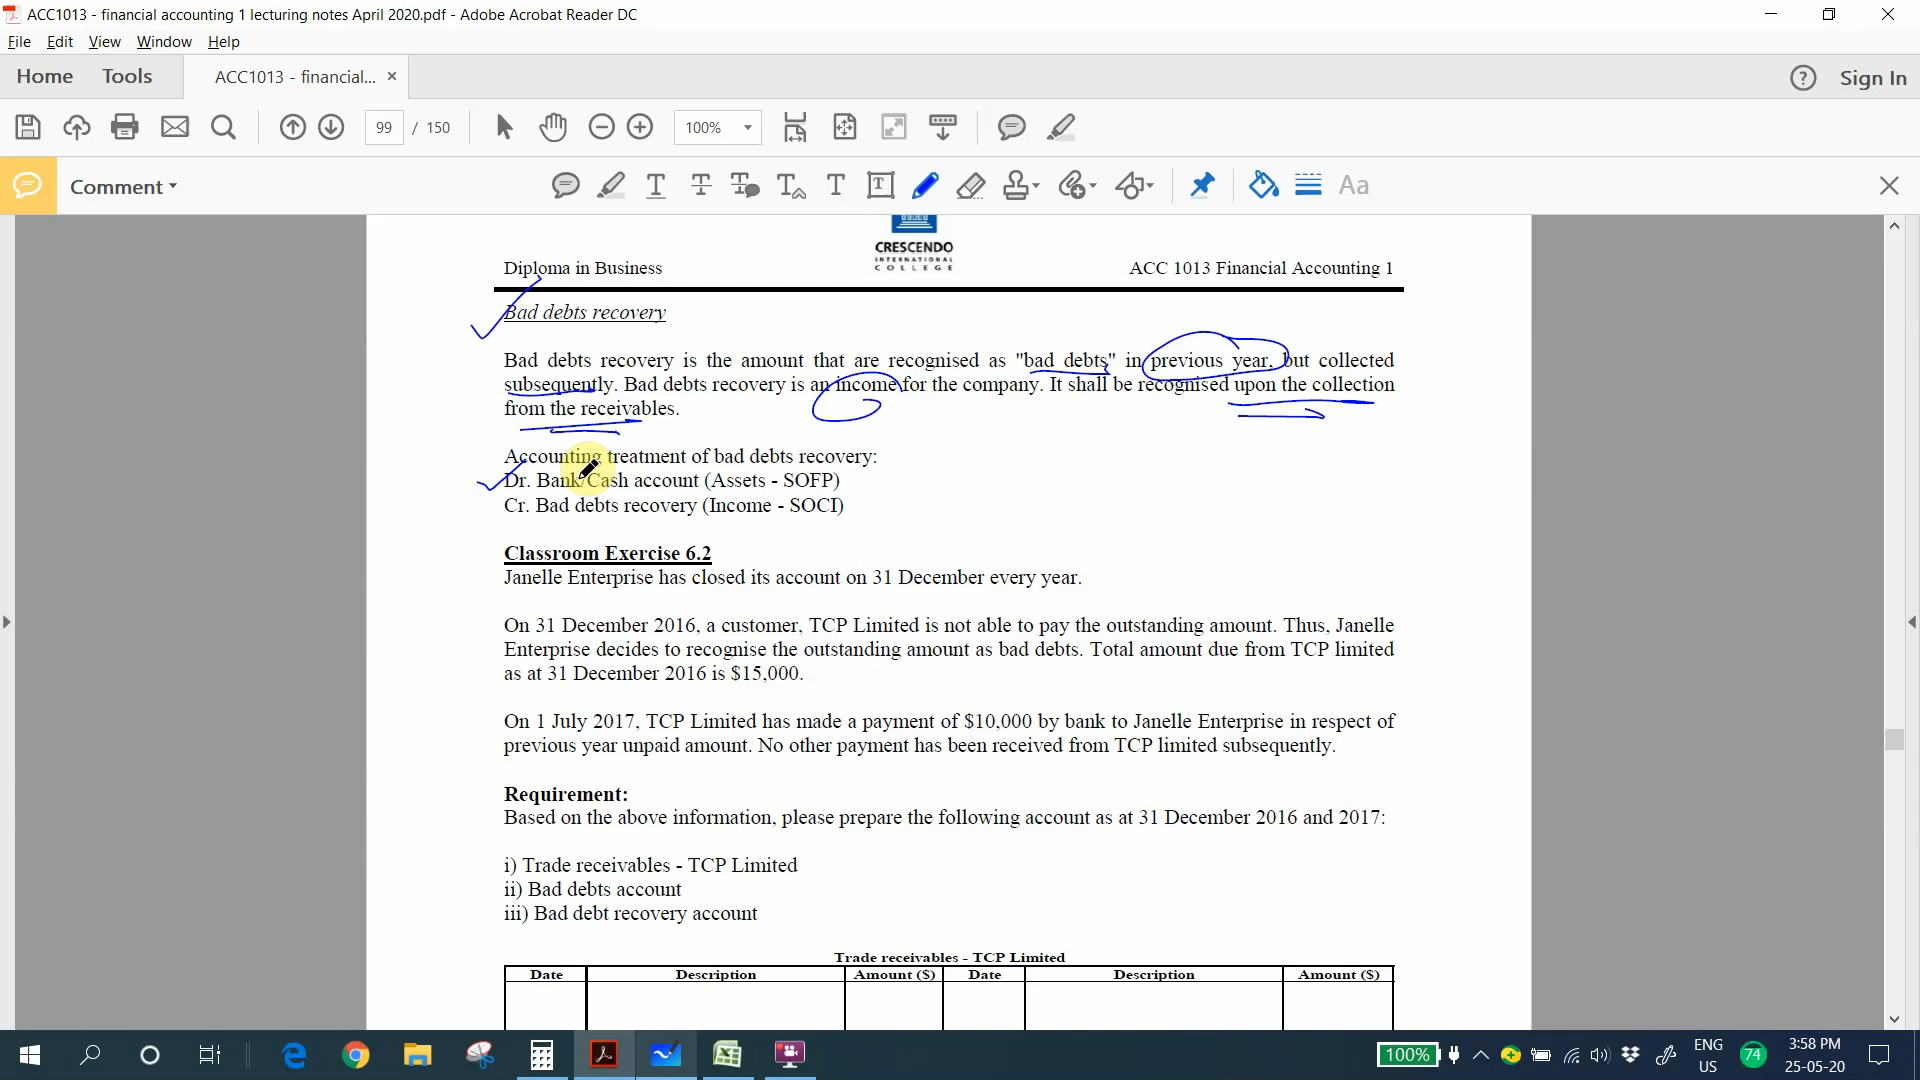 ACC1013 - financial accounting 1 lecturing notes April 2020.pdf - Adobe Acrobat Reader DC
File Edit View Window Help
Home Tools ACC1013 - financial... × Sign In
99 / 150 100%
Comment Aa
CRESCENDO
INTERNATIONAL
COLLEGE
Diploma in Business ACC 1013 Financial Accounting 1
Bad debts recovery
Bad debts recovery is the amount that are recognised as "bad debts" in previous year, but collected
subsequently. Bad debts recovery is an income for the company. It shall be recognised upon the collection
from the receivables.
Accounting treatment of bad debts recovery:
Dr. Bank/Cash account (Assets - SOFP)
Cr. Bad debts recovery (Income - SOCI)
Classroom Exercise 6.2
Janelle Enterprise has closed its account on 31 December every year.
On 31 December 2016, a customer, TCP Limited is not able to pay the outstanding amount. Thus, Janelle
Enterprise decides to recognise the outstanding amount as bad debts. Total amount due from TCP limited
as at 31 December 2016 is $15,000.
On 1 July 2017, TCP Limited has made a payment of $10,000 by bank to Janelle Enterprise in respect of
previous year unpaid amount. No other payment has been received from TCP limited subsequently.
Requirement:
Based on the above information, please prepare the following account as at 31 December 2016 and 2017:
i) Trade receivables - TCP Limited
ii) Bad debts account
iii) Bad debt recovery account
Trade receivables - TCP Limited
Date Description Amount ($) Date Description Amount ($)
100% ENG 74 3:58 PM
US 25-05-20